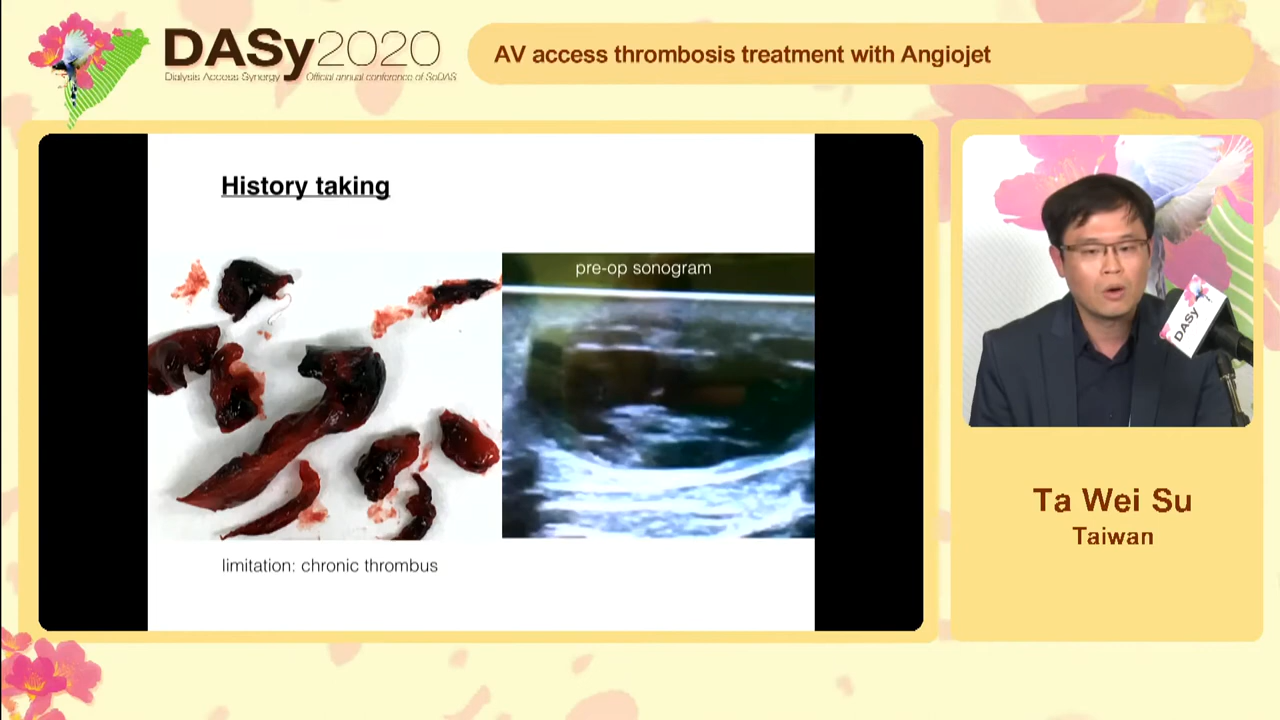 DASy2020
Dialysis Access Synergy Official annual conference of SoDAS
AV access thrombosis treatment with Angiojet
History taking
pre-op sonogram
limitation: chronic thrombus
DASy
Ta Wei Su
Taiwan